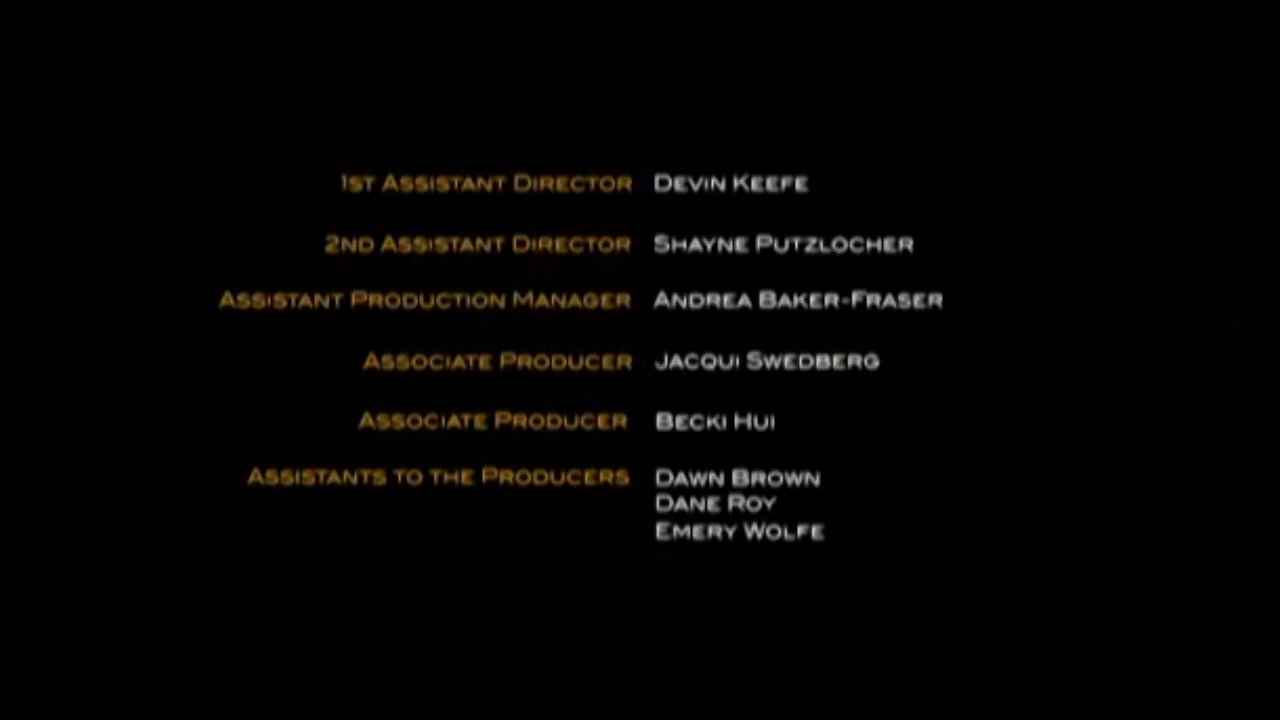 1st Assistant Director Devin Keefe
2nd Assistant Director Shayne Putzlocher
Assistant Production Manager Andrea Baker-Fraser
Associate Producer Jacqui Swedberg
Associate Producer Becki Hui
Assistants to the Producers Dawn Brown
Dane Roy
Emery Wolfe